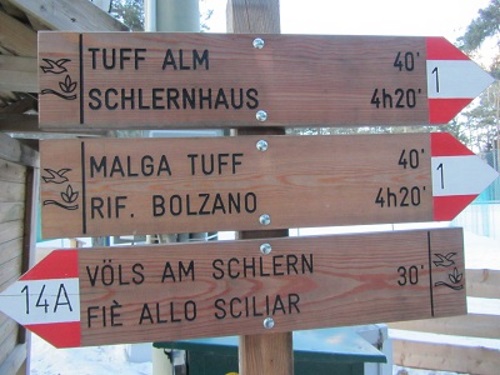 TUFF ALM 40'
SCHLERNHAUS 4h20'
1
MALGA TUFF 40'
RIF. BOLZANO 4h20'
1
VÖLS AM SCHLERN 30'
FIÈ ALLO SCILIAR
14A